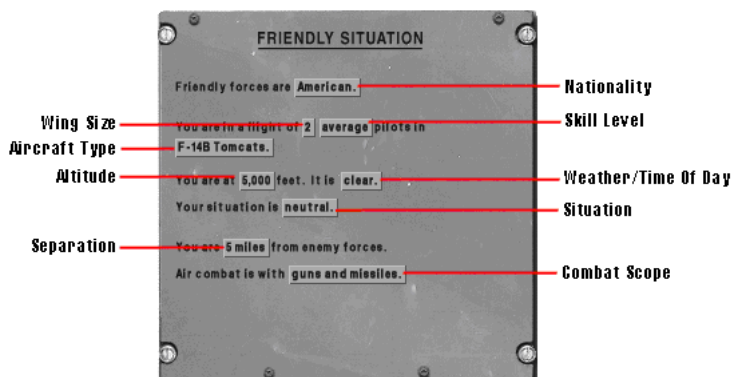 FRIENDLY SITUATION
Friendly forces are American.
Nationality
Wing Size
You are in a flight of 2 average pilots in
Skill Level
Aircraft Type
F-14B Tomcats.
Altitude
You are at 5,000 feet. It is clear.
Weather/Time Of Day
Your situation is neutral.
Situation
Separation
You are 5 miles from enemy forces.
Air combat is with guns and missiles.
Combat Scope